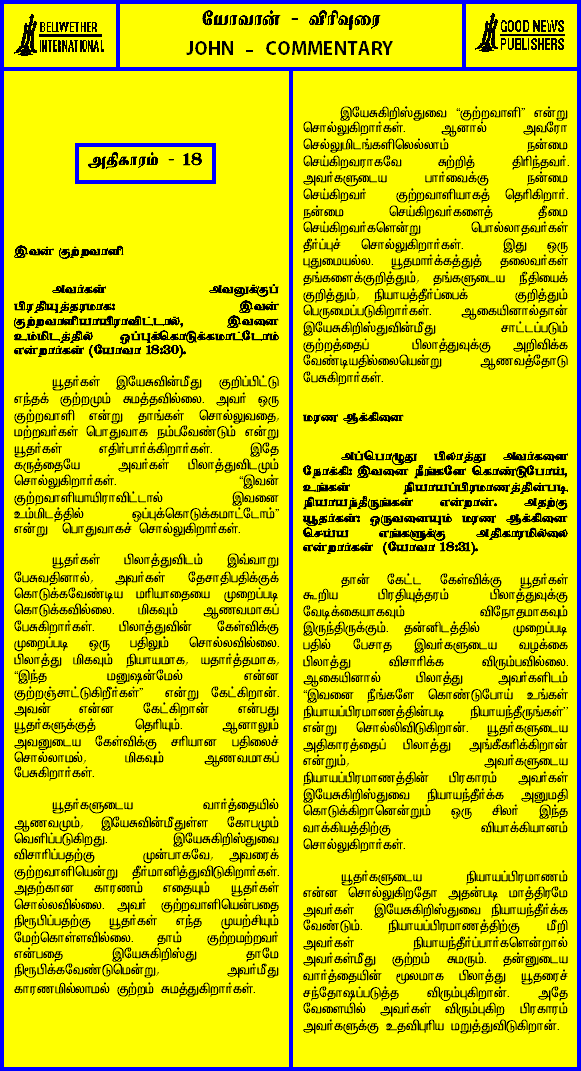 BELLWETHER
INTERNATIONAL
யோவான் - விரிவுரை
JOHN - COMMENTARY
GOOD NEWS
PUBLISHERS
அதிகாரம் - 18
இவன் குற்றவாளி
அவர்கள் அவனுக்குப்
பிரதியுத்தரமாக: இவன்
குற்றவாளியாயிராவிட்டால், இவனை
உம்மிடத்தில் ஒப்புக்கொடுக்கமாட்டோம்
என்றார்கள் (யோவா 18:30).
யூதர்கள் இயேசுவின்மீது குறிப்பிட்டு
எந்தக் குற்றமும் சுமத்தவில்லை. அவர் ஒரு
குற்றவாளி என்று தாங்கள் சொல்லுவதை,
மற்றவர்கள் பொதுவாக நம்பவேண்டும் என்று
யூதர்கள் எதிர்பார்க்கிறார்கள். இதே
கருத்தையே அவர்கள் பிலாத்துவிடமும்
சொல்லுகிறார்கள். “இவன்
குற்றவாளியாயிராவிட்டால் இவனை
உம்மிடத்தில் ஒப்புக்கொடுக்கமாட்டோம்”
என்று பொதுவாகச் சொல்லுகிறார்கள்.
யூதர்கள் பிலாத்துவிடம் இவ்வாறு
பேசுவதினால், அவர்கள் தேசாதிபதிக்குக்
கொடுக்கவேண்டிய மரியாதையை முறைப்படி
கொடுக்கவில்லை. மிகவும் ஆணவமாகப்
பேசுகிறார்கள். பிலாத்துவின் கேள்விக்கு
முறைப்படி ஒரு பதிலும் சொல்லவில்லை.
பிலாத்து மிகவும் நியாயமாக, யதார்த்தமாக,
“இந்த மனுஷன்மேல் என்ன
குற்றஞ்சாட்டுகிறீர்கள்” என்று கேட்கிறான்.
அவன் என்ன கேட்கிறான் என்பது
யூதர்களுக்குத் தெரியும். ஆனாலும்
அவனுடைய கேள்விக்கு சரியான பதிலைச்
சொல்லாமல், மிகவும் ஆணவமாகப்
பேசுகிறார்கள்.
யூதர்களுடைய வார்த்தையில்
ஆணவமும், இயேசுவின்மீதுள்ள கோபமும்
வெளிப்படுகிறது. இயேசுகிறிஸ்துவை
விசாரிப்பதற்கு முன்பாகவே, அவரைக்
குற்றவாளியென்று தீர்மானித்துவிடுகிறார்கள்.
அதற்கான காரணம் எதையும் யூதர்கள்
சொல்லவில்லை. அவர் குற்றவாளியென்பதை
நிரூபிப்பதற்கு யூதர்கள் எந்த முயற்சியும்
மேற்கொள்ளவில்லை. தாம் குற்றமற்றவர்
என்பதை இயேசுகிறிஸ்து தாமே
நிரூபிக்கவேண்டுமென்று, அவர்மீது
காரணமில்லாமல் குற்றம் சுமத்துகிறார்கள்.
இயேசுகிறிஸ்துவை “குற்றவாளி” என்று
சொல்லுகிறார்கள். ஆனால் அவரோ
செல்லுமிடங்களிலெல்லாம் நன்மை
செய்கிறவராகவே சுற்றித் திரிந்தவர்.
அவர்களுடைய பார்வைக்கு நன்மை
செய்கிறவர் குற்றவாளியாகத் தெரிகிறார்.
நன்மை செய்கிறவர்களைத் தீமை
செய்கிறவர்களென்று பொல்லாதவர்கள்
தீர்ப்புச் சொல்லுகிறார்கள். இது ஒரு
புதுமையல்ல. யூதமார்க்கத்துத் தலைவர்கள்
தங்களைக்குறித்தும், தங்களுடைய நீதியைக்
குறித்தும், நியாயத்தீர்ப்பைக் குறித்தும்
பெருமைப்படுகிறார்கள். ஆகையினால்தான்
இயேசுகிறிஸ்துவின்மீது சாட்டப்படும்
குற்றத்தைப் பிலாத்துவுக்கு அறிவிக்க
வேண்டியதில்லையென்று ஆணவத்தோடு
பேசுகிறார்கள்.
மரண ஆக்கினை
அப்பொழுது பிலாத்து அவர்களை
நோக்கி: இவனை நீங்களே கொண்டுபோய்,
உங்கள் நியாயப்பிரமாணத்தின்படி
நியாயந்தீருங்கள் என்றான். அதற்கு
யூதர்கள்: ஒருவனையும் மரண ஆக்கினை
செய்ய எங்களுக்கு அதிகாரமில்லை
என்றார்கள் (யோவா 18:31).
தான் கேட்ட கேள்விக்கு யூதர்கள்
கூறிய பிரதியுத்தரம் பிலாத்துவுக்கு
வேடிக்கையாகவும் விநோதமாகவும்
இருந்திருக்கும். தன்னிடத்தில் முறைப்படி
பதில் பேசாத இவர்களுடைய வழக்கை
பிலாத்து விசாரிக்க விரும்பவில்லை.
ஆகையினால் பிலாத்து அவர்களிடம்
“இவனை நீங்களே கொண்டுபோய் உங்கள்
நியாயப்பிரமாணத்தின்படி நியாயந்தீருங்கள்’’
என்று சொல்லிவிடுகிறான். யூதர்களுடைய
அதிகாரத்தைப் பிலாத்து அங்கீகரிக்கிறான்
என்றும், அவர்களுடைய
நியாயப்பிரமாணத்தின் பிரகாரம் அவர்கள்
இயேசுகிறிஸ்துவை நியாயந்தீர்க்க அனுமதி
கொடுக்கிறானென்றும் ஒரு சிலர் இந்த
வாக்கியத்திற்கு வியாக்கியானம்
சொல்லுகிறார்கள்.
யூதர்களுடைய நியாயப்பிரமாணம்
என்ன சொல்லுகிறதோ அதன்படி மாத்திரமே
அவர்கள் இயேசுகிறிஸ்துவை நியாயந்தீர்க்க
வேண்டும். நியாயப்பிரமாணத்திற்கு மீறி
அவர்கள் நியாயந்தீர்ப்பார்களென்றால்
அவர்கள்மீது குற்றம் சுமரும். தன்னுடைய
வார்த்தையின் மூலமாக பிலாத்து யூதரைச்
சந்தோஷப்படுத்த விரும்புகிறான். அதே
வேளையில் அவர்கள் விரும்புகிற பிரகாரம்
அவர்களுக்கு உதவிபுரிய மறுத்துவிடுகிறான்.